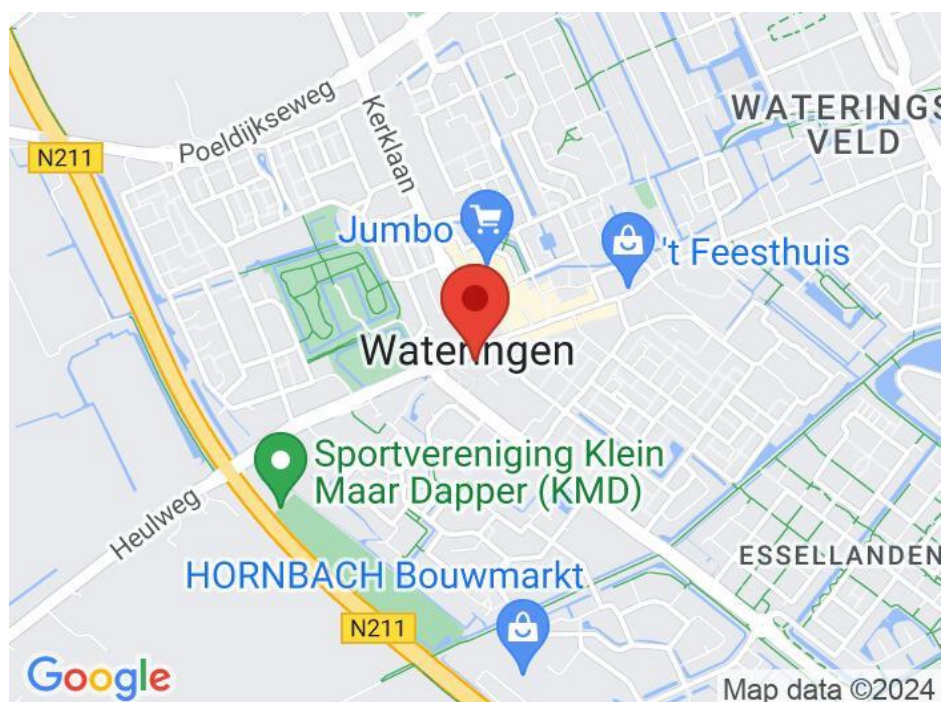 WATERINGS
VELD
Poeldijkseweg
Kerklaan
N211
Jumbo
't Feesthuis
Wateringen
Sportvereniging Klein
Maar Dapper (KMD)
Heulweg
ESSELLANDEN
HORNBACH Bouwmarkt
N211
Google
Map data ©2024